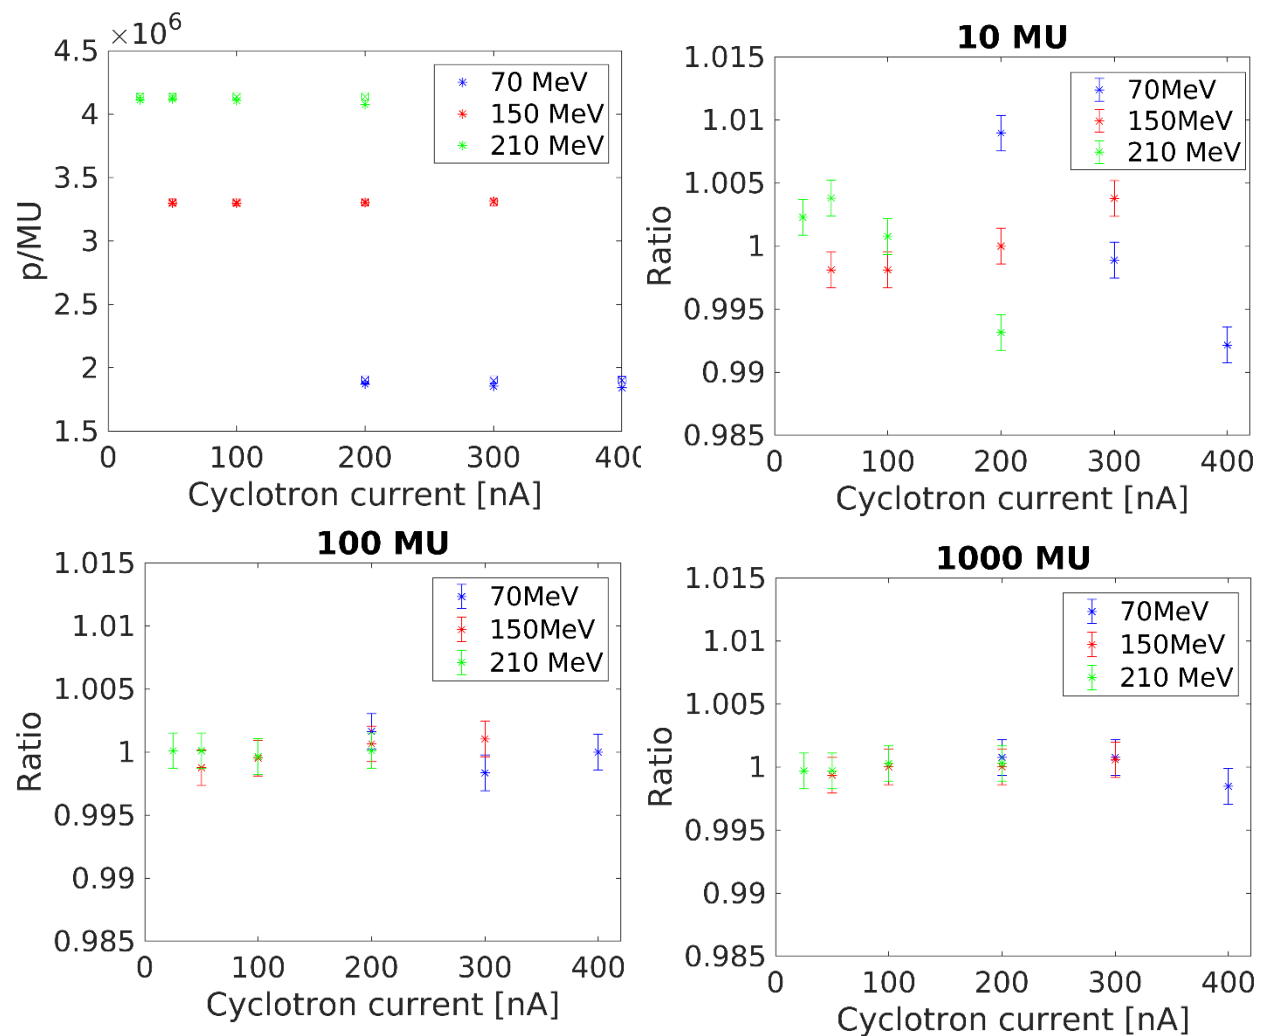 ×10⁶
4.5
4
3.5
3
2.5
2
1.5
p/MU
70 MeV
150 MeV
210 MeV
0 100 200 300 400
Cyclotron current [nA]
10 MU
1.015
1.01
1.005
1
0.995
0.99
0.985
Ratio
70MeV
150MeV
210 MeV
0 100 200 300 400
Cyclotron current [nA]
100 MU
1.015
1.01
1.005
1
0.995
0.99
0.985
Ratio
70MeV
150MeV
210 MeV
0 100 200 300 400
Cyclotron current [nA]
1000 MU
1.015
1.01
1.005
1
0.995
0.99
0.985
Ratio
70MeV
150MeV
210 MeV
0 100 200 300 400
Cyclotron current [nA]